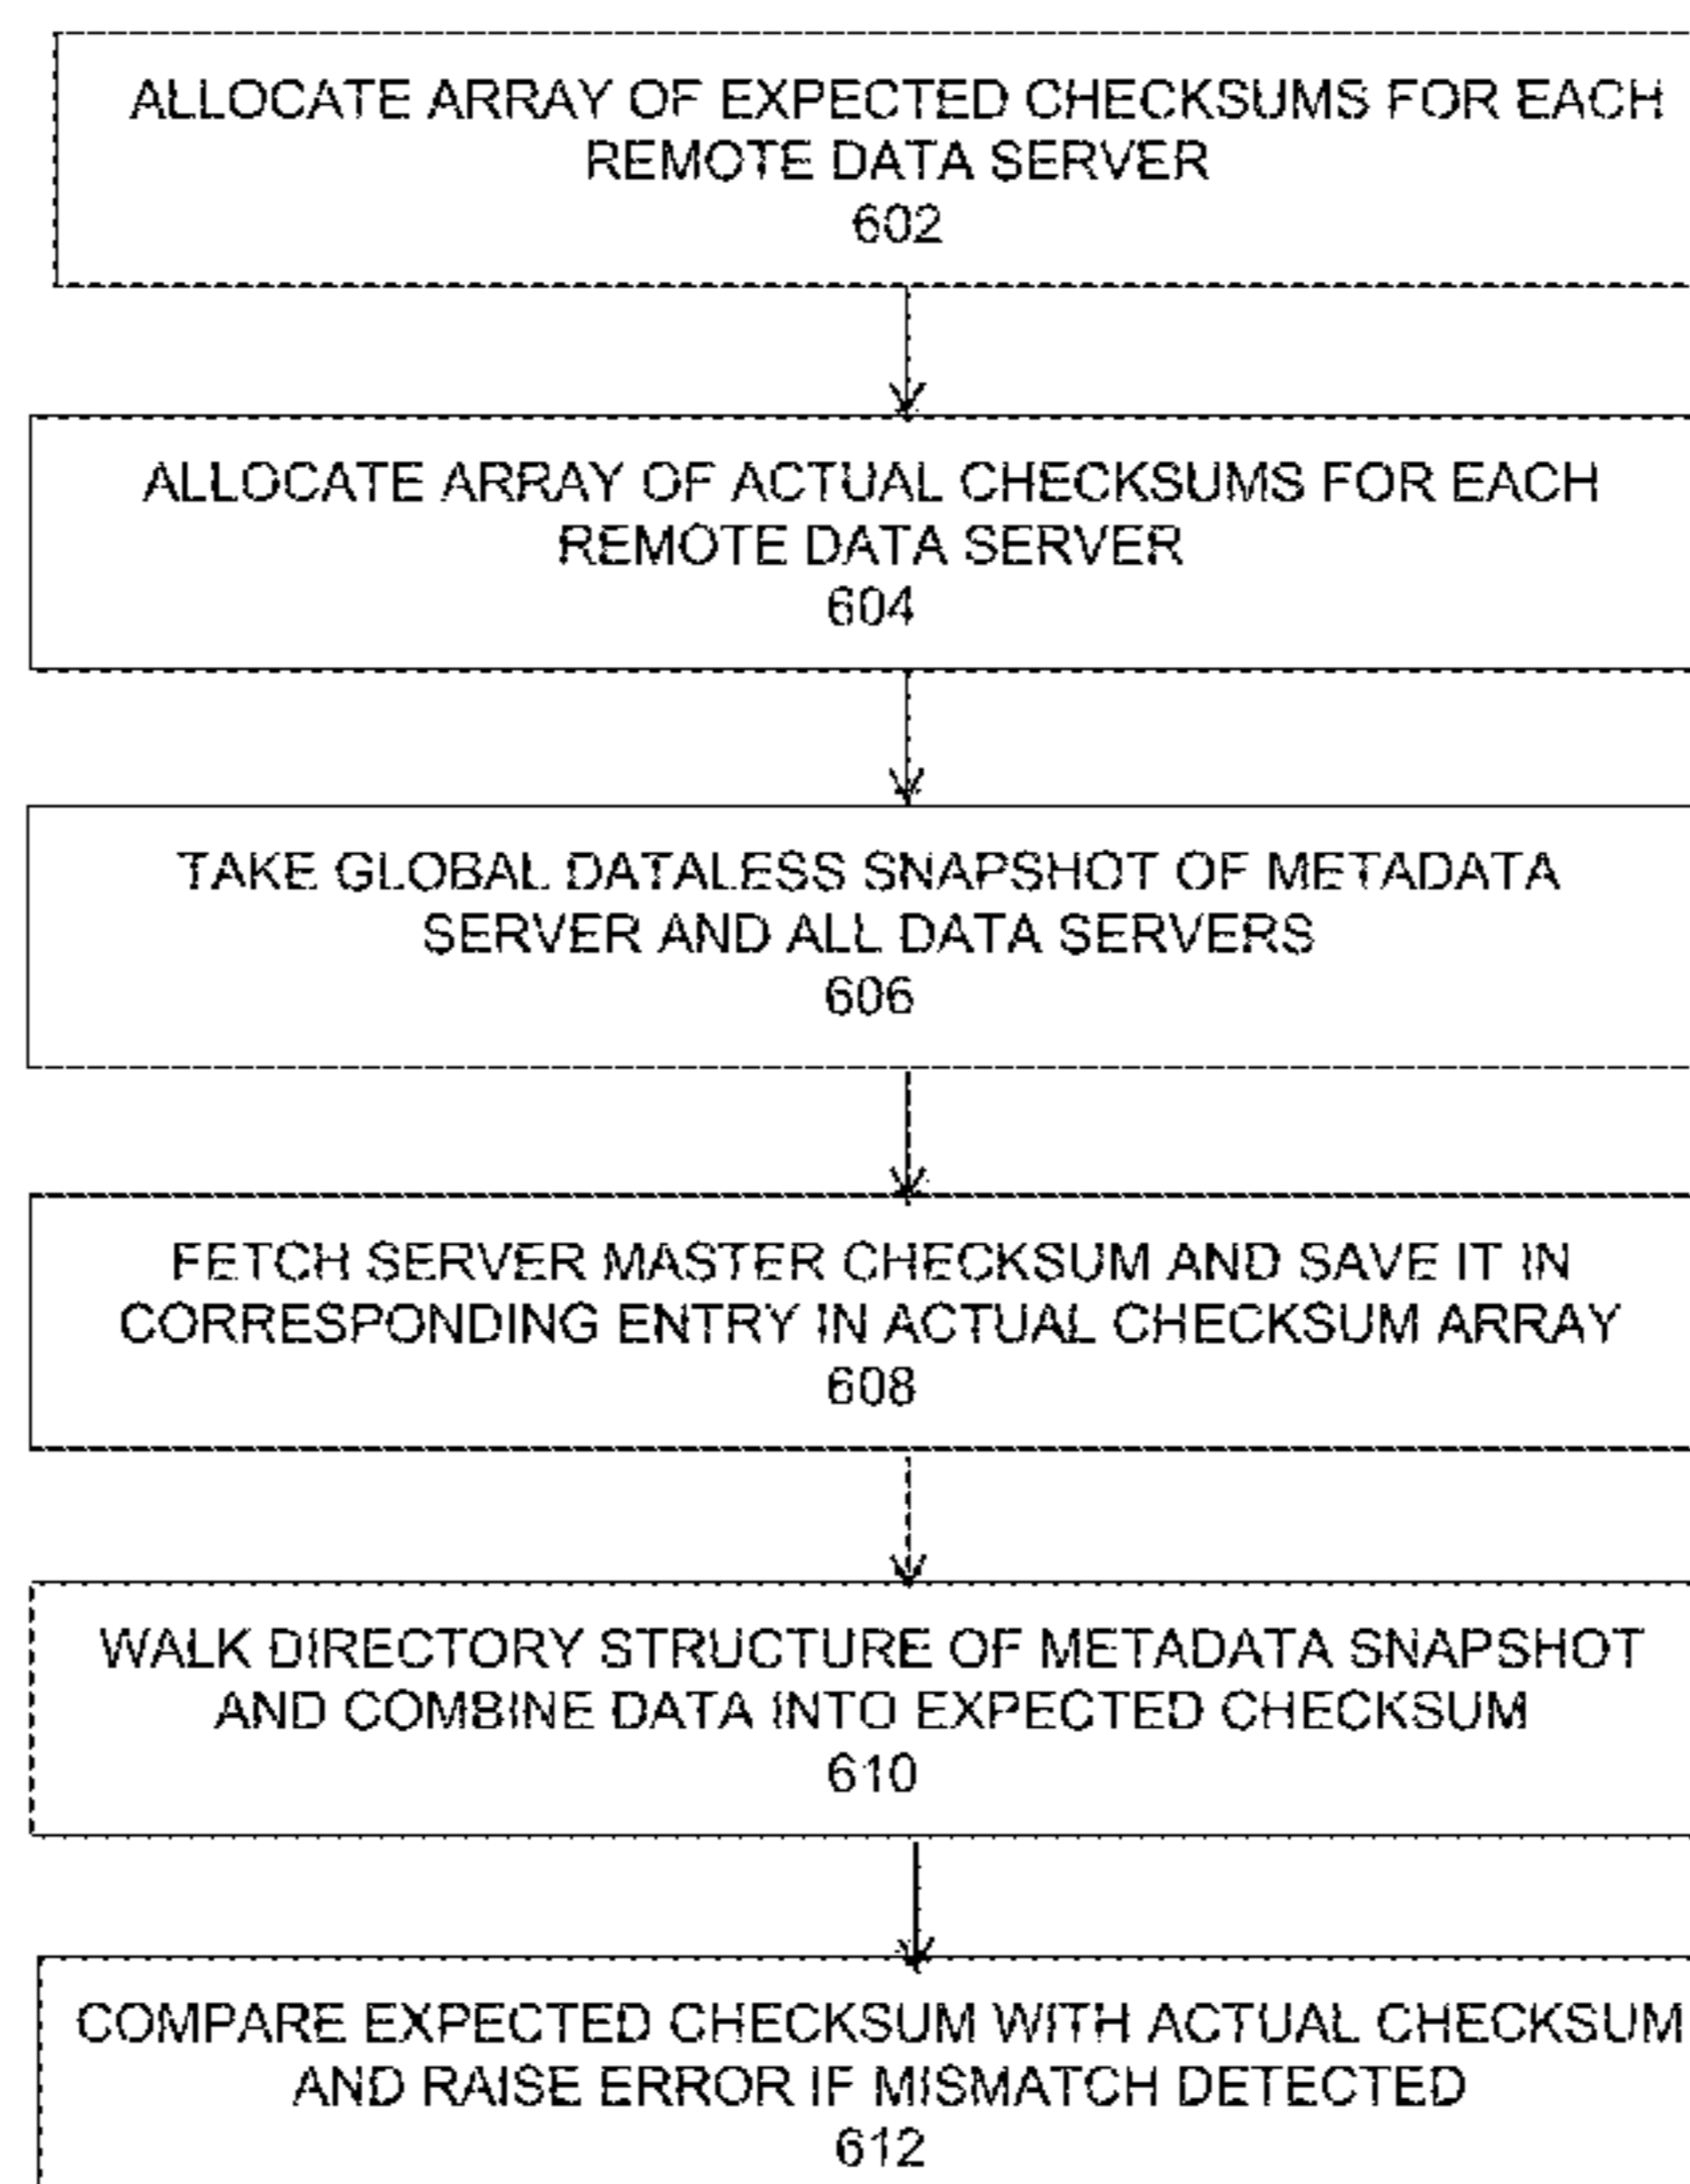 ALLOCATE ARRAY OF EXPECTED CHECKSUMS FOR EACH
REMOTE DATA SERVER
602
ALLOCATE ARRAY OF ACTUAL CHECKSUMS FOR EACH
REMOTE DATA SERVER
604
TAKE GLOBAL DATALESS SNAPSHOT OF METADATA
SERVER AND ALL DATA SERVERS
606
FETCH SERVER MASTER CHECKSUM AND SAVE IT IN
CORRESPONDING ENTRY IN ACTUAL CHECKSUM ARRAY
608
WALK DIRECTORY STRUCTURE OF METADATA SNAPSHOT
AND COMBINE DATA INTO EXPECTED CHECKSUM
610
COMPARE EXPECTED CHECKSUM WITH ACTUAL CHECKSUM
AND RAISE ERROR IF MISMATCH DETECTED
612